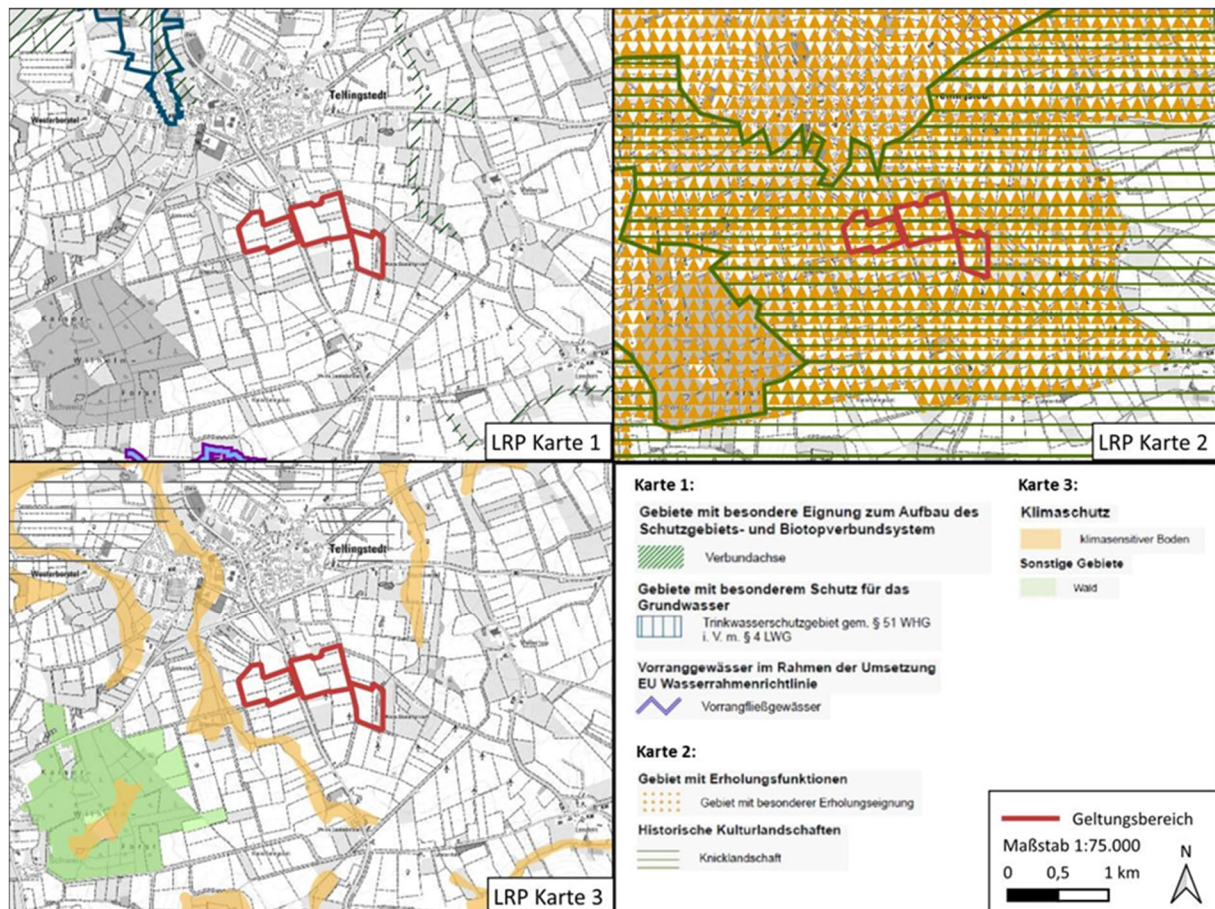 Tellingstedt
Westerborstel
LRP Karte 1
LRP Karte 2
Tellingstedt
Westerborstel
LRP Karte 3
Karte 1:
Gebiete mit besondere Eignung zum Aufbau des
Schutzgebiets- und Biotopverbundsystem
Verbundachse
Gebiete mit besonderem Schutz für das
Grundwasser
Trinkwasserschutzgebiet gem. § 51 WHG
i. V. m. § 4 LWG
Vorranggewässer im Rahmen der Umsetzung
EU Wasserrahmenrichtlinie
Vorrangfließgewässer
Karte 2:
Gebiet mit Erholungsfunktionen
Gebiet mit besonderer Erholungseignung
Historische Kulturlandschaften
Knicklandschaft
Karte 3:
Klimaschutz
klimasensitiver Boden
Sonstige Gebiete
Wald
Geltungsbereich
Maßstab 1:75.000
0 0,5 1 km
N